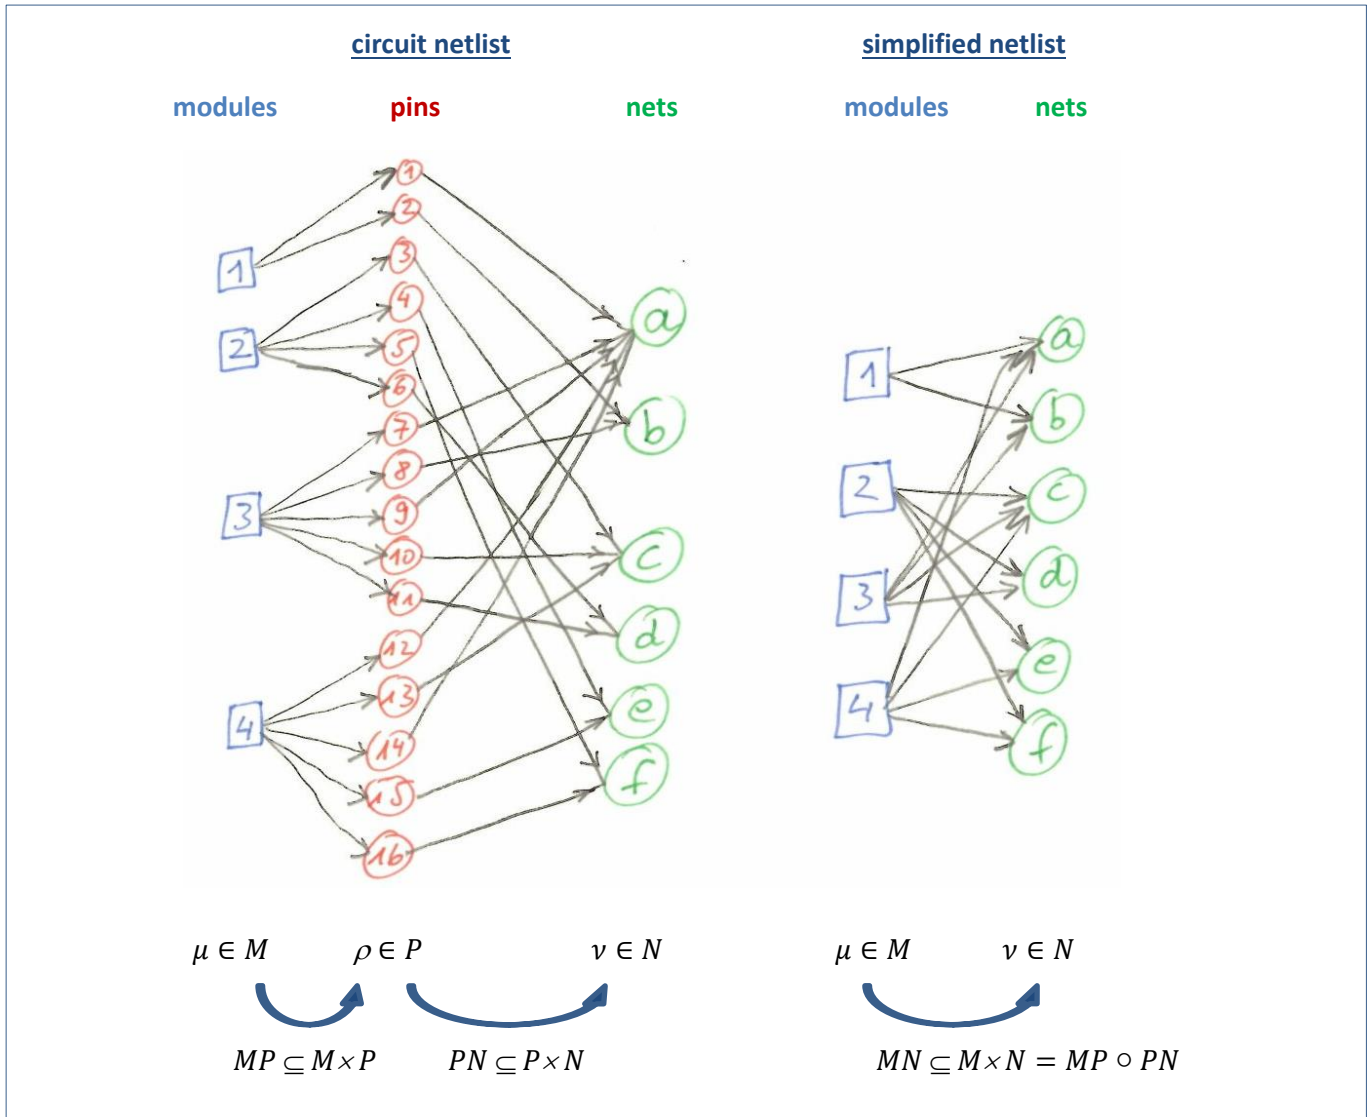 circuit netlist
simplified netlist
modules pins nets
modules nets
1
2
3
4
1
2
3
4
5
6
7
8
9
10
11
12
13
14
15
16
a
b
c
d
e
f
1
2
3
4
a
b
c
d
e
f
μ ∈ M ρ ∈ P ν ∈ N
μ ∈ M ν ∈ N
MP ⊆ M×P PN ⊆ P×N
MN ⊆ M×N = MP ○ PN